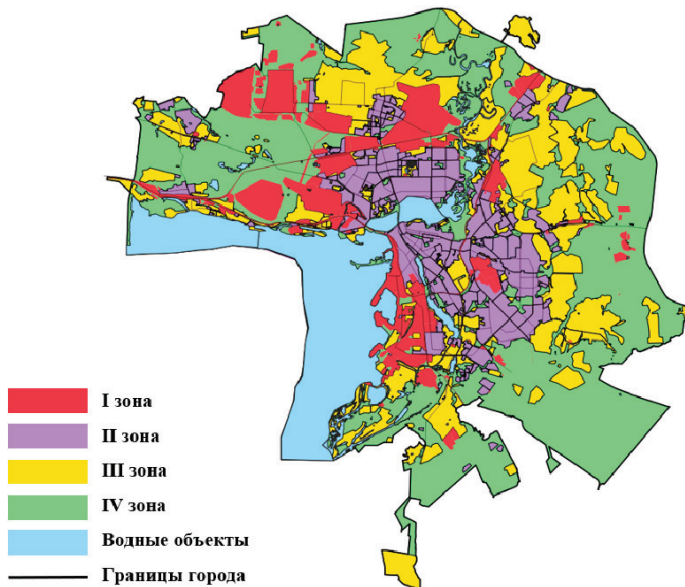 I зона
II зона
III зона
IV зона
Водные объекты
Границы города